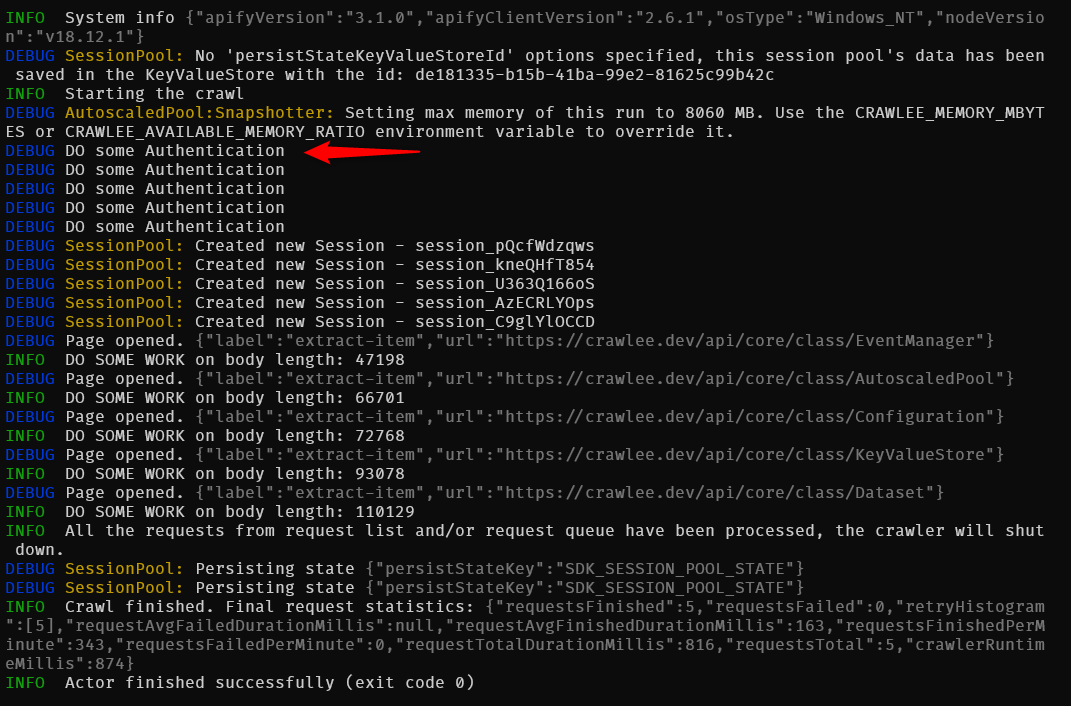 INFO  System info {"apifyVersion":"3.1.0","apifyClientVersion":"2.6.1","osType":"Windows_NT","nodeVersio
n":"v18.12.1"}
DEBUG SessionPool: No 'persistStateKeyValueStoreId' options specified, this session pool's data has been
 saved in the KeyValueStore with the id: de181335-b15b-41ba-99e2-81625c99b42c
INFO  Starting the crawl
DEBUG AutoscaledPool:Snapshotter: Setting max memory of this run to 8060 MB. Use the CRAWLEE_MEMORY_MBYT
ES or CRAWLEE_AVAILABLE_MEMORY_RATIO environment variable to override it.
DEBUG DO some Authentication
DEBUG DO some Authentication
DEBUG DO some Authentication
DEBUG DO some Authentication
DEBUG DO some Authentication
DEBUG SessionPool: Created new Session - session_pQcfWdzqws
DEBUG SessionPool: Created new Session - session_kneQHfT854
DEBUG SessionPool: Created new Session - session_U363Q166oS
DEBUG SessionPool: Created new Session - session_AzECRLYOps
DEBUG SessionPool: Created new Session - session_C9glYlOCCD
DEBUG Page opened. {"label":"extract-item","url":"https://crawlee.dev/api/core/class/EventManager"}
INFO  DO SOME WORK on body length: 47198
DEBUG Page opened. {"label":"extract-item","url":"https://crawlee.dev/api/core/class/AutoscaledPool"}
INFO  DO SOME WORK on body length: 66701
DEBUG Page opened. {"label":"extract-item","url":"https://crawlee.dev/api/core/class/Configuration"}
INFO  DO SOME WORK on body length: 72768
DEBUG Page opened. {"label":"extract-item","url":"https://crawlee.dev/api/core/class/KeyValueStore"}
INFO  DO SOME WORK on body length: 93078
DEBUG Page opened. {"label":"extract-item","url":"https://crawlee.dev/api/core/class/Dataset"}
INFO  DO SOME WORK on body length: 110129
INFO  All the requests from request list and/or request queue have been processed, the crawler will shut
 down.
DEBUG SessionPool: Persisting state {"persistStateKey":"SDK_SESSION_POOL_STATE"}
DEBUG SessionPool: Persisting state {"persistStateKey":"SDK_SESSION_POOL_STATE"}
INFO  Crawl finished. Final request statistics: {"requestsFinished":5,"requestsFailed":0,"retryHistogram
":[5],"requestAvgFailedDurationMillis":null,"requestAvgFinishedDurationMillis":163,"requestsFinishedPerM
inute":343,"requestsFailedPerMinute":0,"requestTotalDurationMillis":816,"requestsTotal":5,"crawlerRuntim
eMillis":874}
INFO  Actor finished successfully (exit code 0)